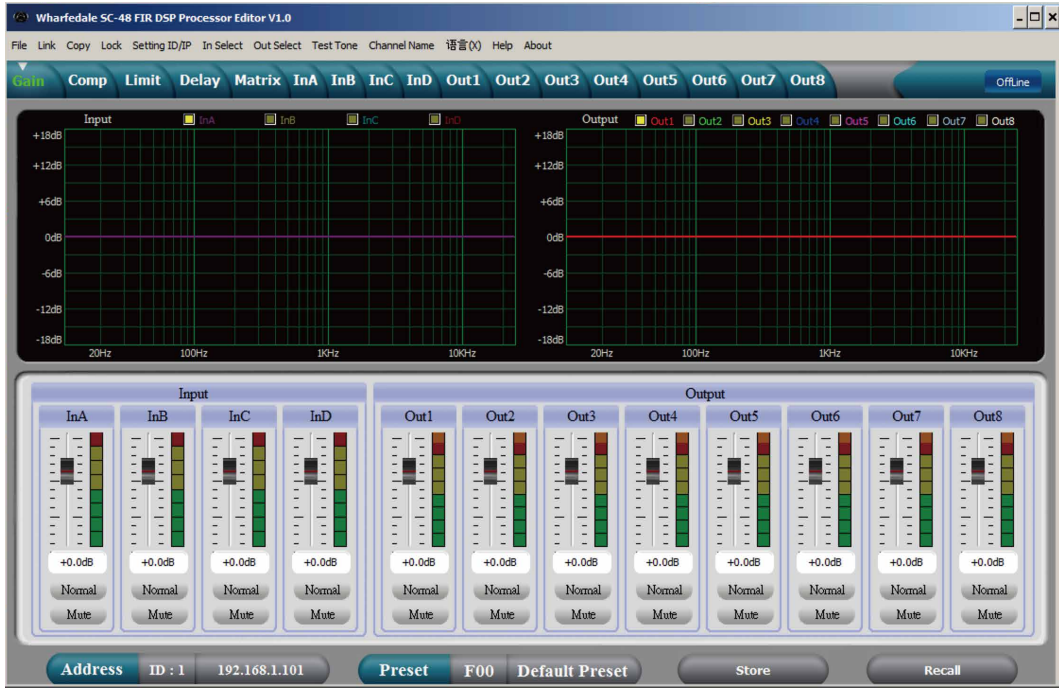 Wharfedale SC-48 FIR DSP Processor Editor V1.0
File Link Copy Lock Setting ID/IP In Select Out Select Test Tone Channel Name 语言(X) Help About
Gain Comp Limit Delay Matrix InA InB InC InD Out1 Out2 Out3 Out4 Out5 Out6 Out7 Out8 OffLine
Input InA InB InC InD
+18dB
+12dB
+6dB
0dB
-6dB
-12dB
-18dB
20Hz 100Hz 1KHz 10KHz
Output Out1 Out2 Out3 Out4 Out5 Out6 Out7 Out8
+18dB
+12dB
+6dB
0dB
-6dB
-12dB
-18dB
20Hz 100Hz 1KHz 10KHz
Input Output
InA InB InC InD Out1 Out2 Out3 Out4 Out5 Out6 Out7 Out8
+0.0dB +0.0dB +0.0dB +0.0dB +0.0dB +0.0dB +0.0dB +0.0dB +0.0dB +0.0dB +0.0dB +0.0dB
Normal Normal Normal Normal Normal Normal Normal Normal Normal Normal Normal Normal
Mute Mute Mute Mute Mute Mute Mute Mute Mute Mute Mute Mute
Address ID : 1 192.168.1.101 Preset F00 Default Preset Store Recall